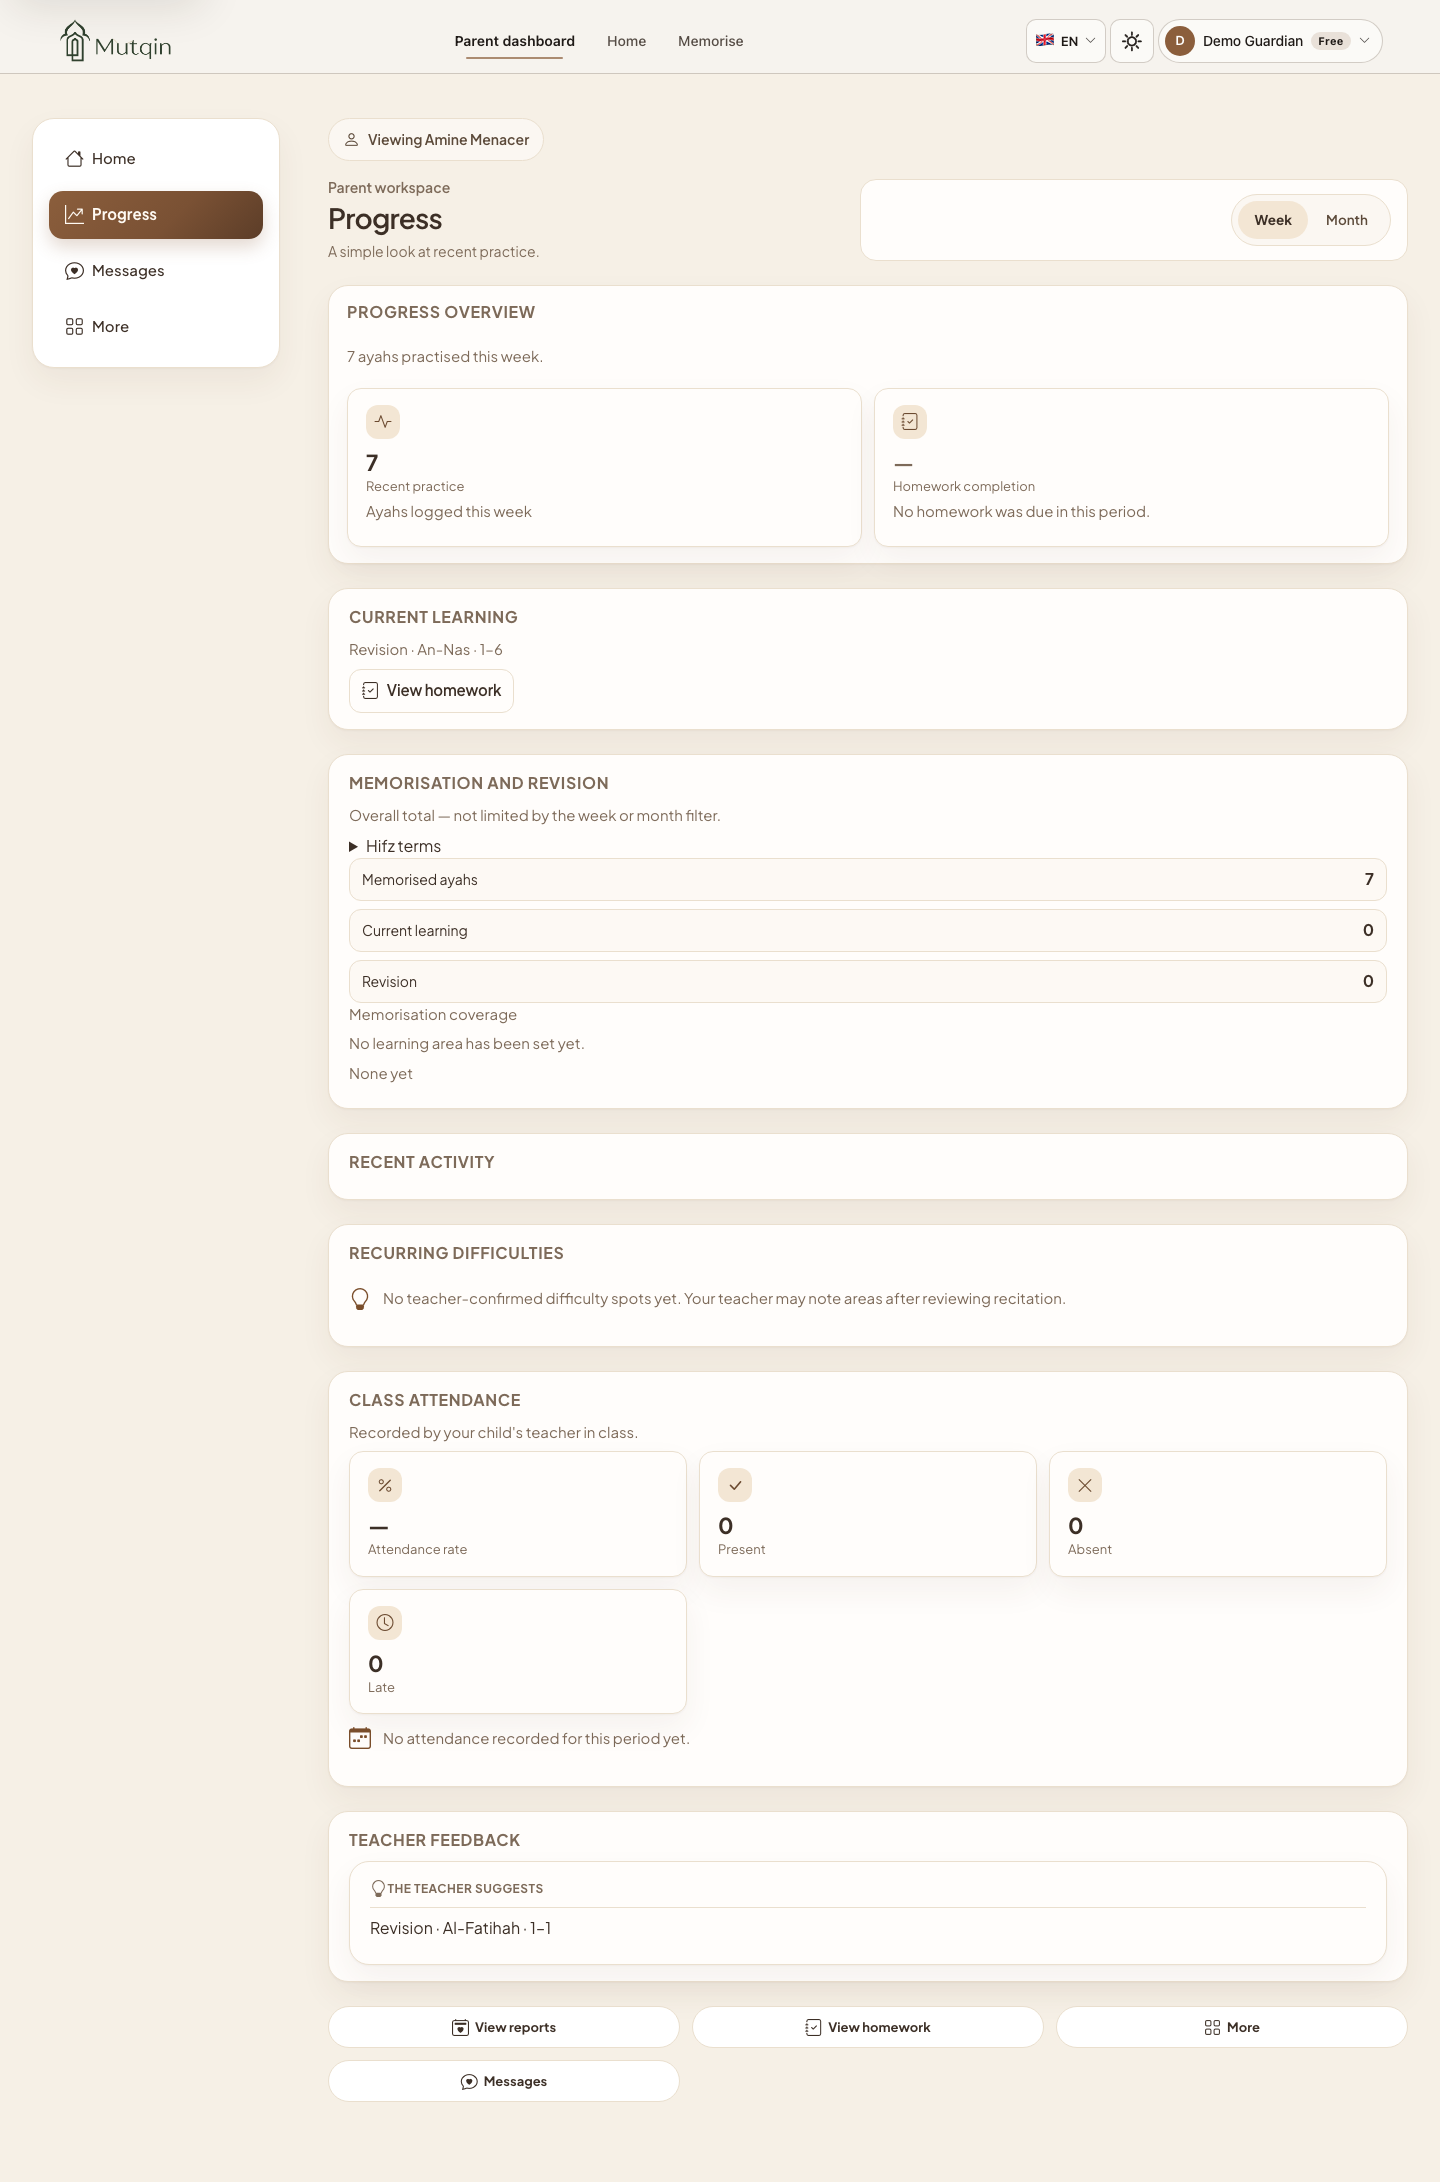 Mutqin
Parent dashboard
Home
Memorise
EN
D
Demo Guardian
Free
Home
Progress
Messages
More
Viewing Amine Menacer
Parent workspace
Progress
A simple look at recent practice.
Week
Month
PROGRESS OVERVIEW
7 ayahs practised this week.
7
Recent practice
Ayahs logged this week
—
Homework completion
No homework was due in this period.
CURRENT LEARNING
Revision · An-Nas · 1–6
View homework
MEMORISATION AND REVISION
Overall total — not limited by the week or month filter.
Hifz terms
Memorised ayahs 7
Current learning 0
Revision 0
Memorisation coverage
No learning area has been set yet.
None yet
RECENT ACTIVITY
RECURRING DIFFICULTIES
No teacher-confirmed difficulty spots yet. Your teacher may note areas after reviewing recitation.
CLASS ATTENDANCE
Recorded by your child's teacher in class.
—
Attendance rate
0
Present
0
Absent
0
Late
No attendance recorded for this period yet.
TEACHER FEEDBACK
THE TEACHER SUGGESTS
Revision · Al-Fatihah · 1–1
View reports
View homework
More
Messages